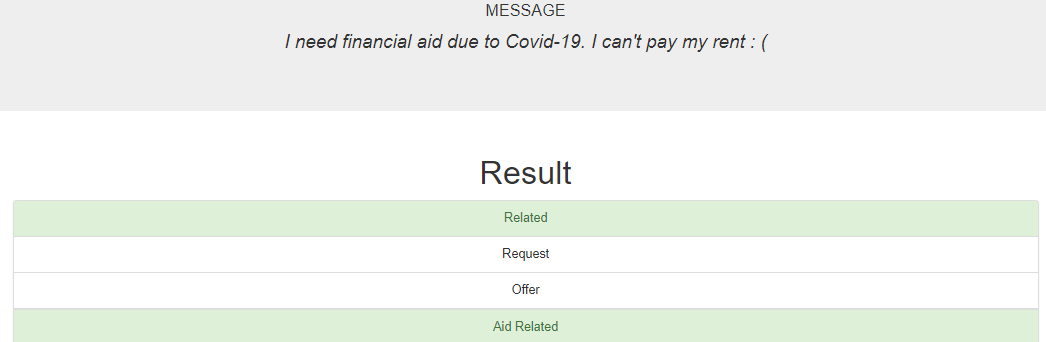 MESSAGE
I need financial aid due to Covid-19. I can't pay my rent : (
Result
Related
Request
Offer
Aid Related